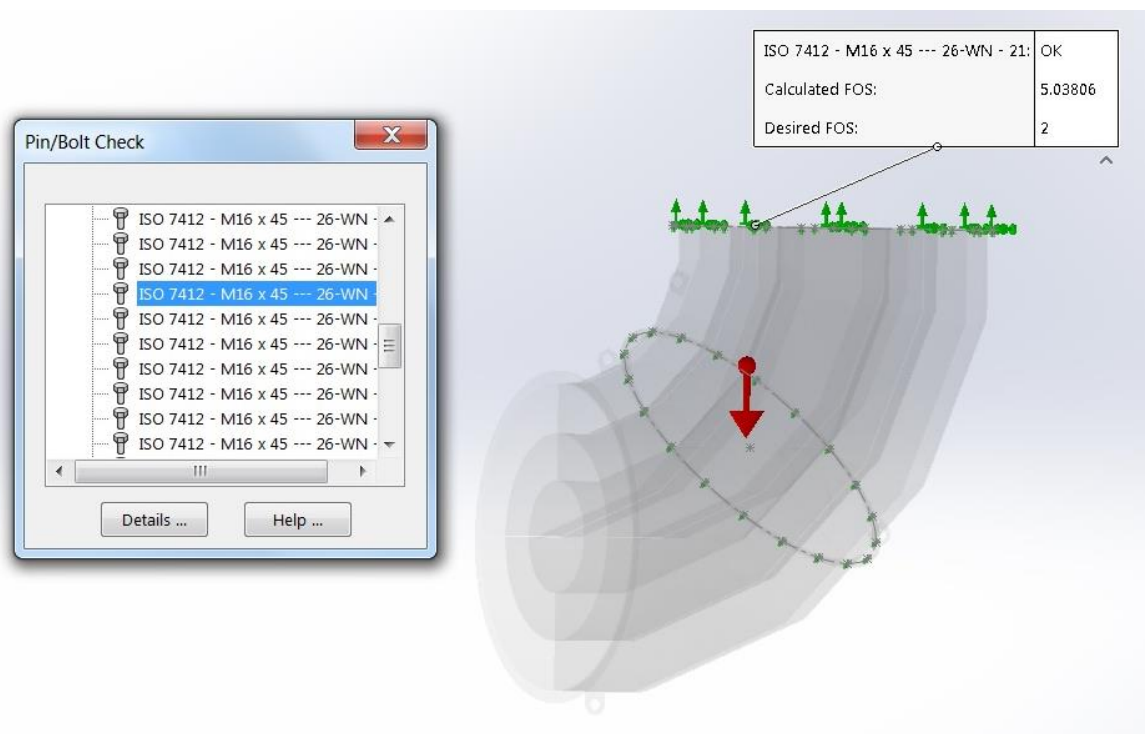 Pin/Bolt Check
ISO 7412 - M16 x 45 --- 26-WN -
ISO 7412 - M16 x 45 --- 26-WN -
ISO 7412 - M16 x 45 --- 26-WN -
ISO 7412 - M16 x 45 --- 26-WN -
ISO 7412 - M16 x 45 --- 26-WN -
ISO 7412 - M16 x 45 --- 26-WN -
ISO 7412 - M16 x 45 --- 26-WN -
ISO 7412 - M16 x 45 --- 26-WN -
ISO 7412 - M16 x 45 --- 26-WN -
ISO 7412 - M16 x 45 --- 26-WN -
Details ... Help ...
ISO 7412 - M16 x 45 --- 26-WN - 21: OK
Calculated FOS: 5.03806
Desired FOS: 2